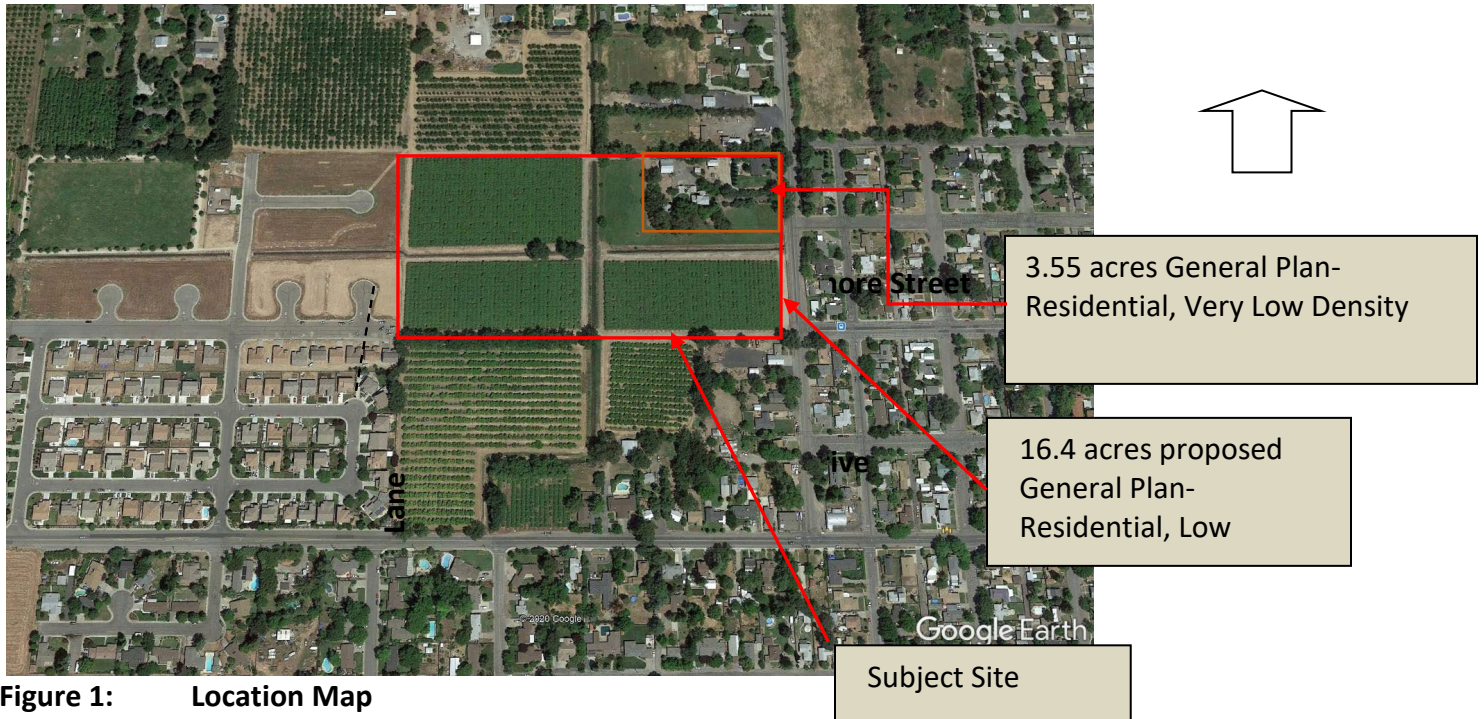 3.55 acres General Plan-
Residential, Very Low Density
ore Street
16.4 acres proposed
General Plan-
Residential, Low
ive
Lane
© 2020 Google
Google Earth
Subject Site
Figure 1: Location Map